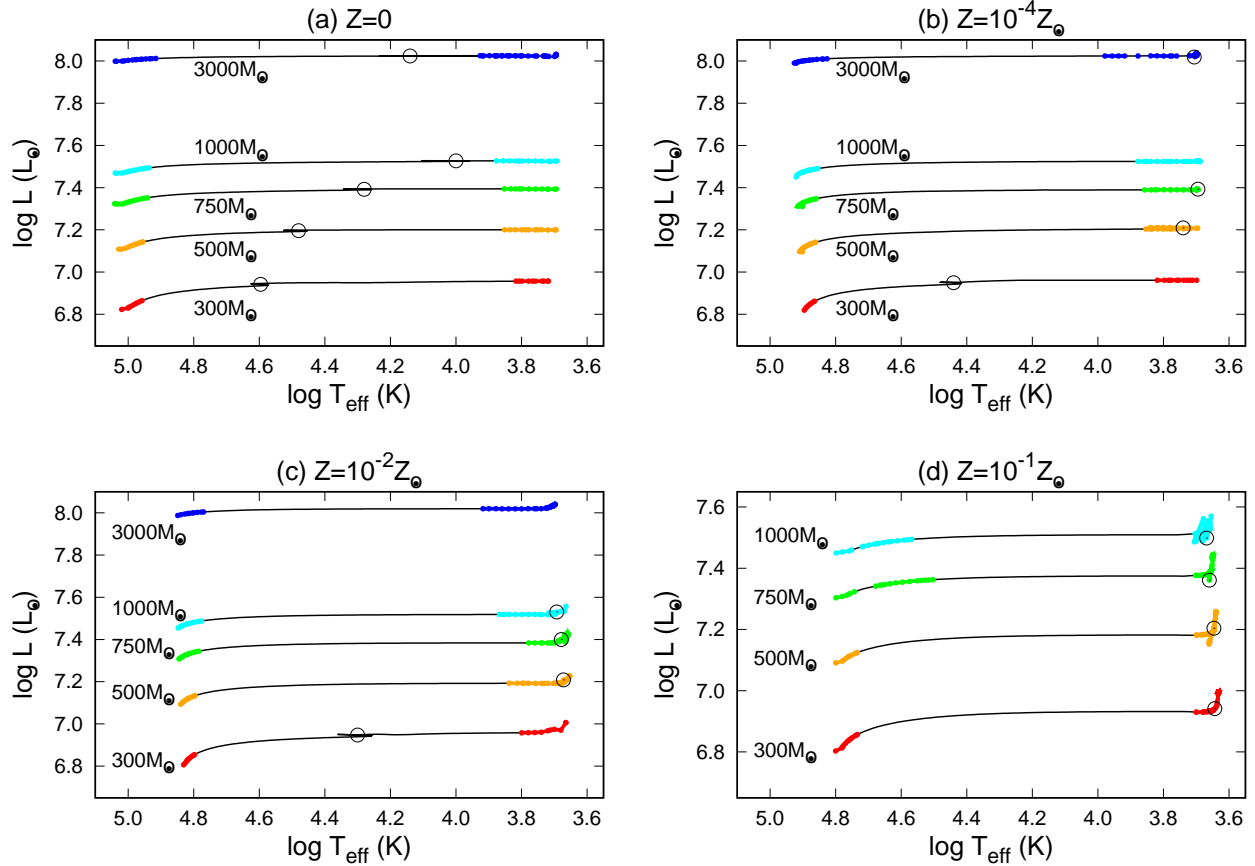 (a) Z=0
8.0
7.8
7.6
7.4
7.2
7.0
6.8
5.0 4.8 4.6 4.4 4.2 4.0 3.8 3.6
log L (L⊙)
log T_eff (K)
3000M⊙
1000M⊙
750M⊙
500M⊙
300M⊙
(b) Z=10^-4Z⊙
8.0
7.8
7.6
7.4
7.2
7.0
6.8
5.0 4.8 4.6 4.4 4.2 4.0 3.8 3.6
log L (L⊙)
log T_eff (K)
3000M⊙
1000M⊙
750M⊙
500M⊙
300M⊙
(c) Z=10^-2Z⊙
8.0
7.8
7.6
7.4
7.2
7.0
6.8
5.0 4.8 4.6 4.4 4.2 4.0 3.8 3.6
log L (L⊙)
log T_eff (K)
3000M⊙
1000M⊙
750M⊙
500M⊙
300M⊙
(d) Z=10^-1Z⊙
7.6
7.4
7.2
7.0
6.8
5.0 4.8 4.6 4.4 4.2 4.0 3.8 3.6
log L (L⊙)
log T_eff (K)
1000M⊙
750M⊙
500M⊙
300M⊙